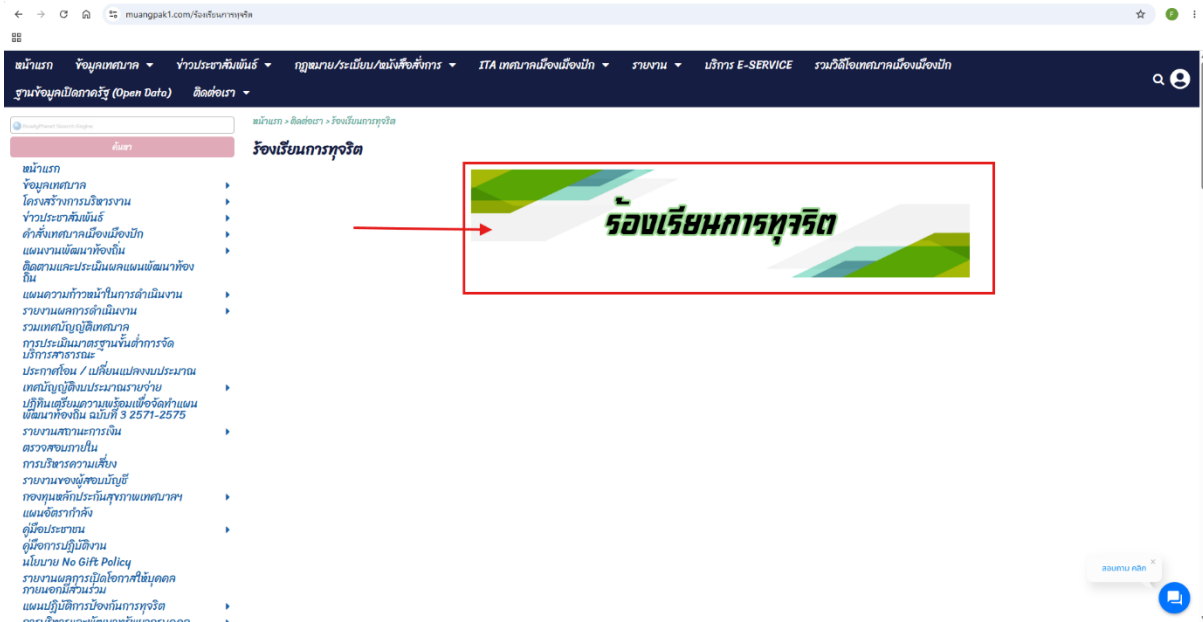 muangpak1.com/ร้องเรียนการทุจริต
หน้าแรก ข้อมูลเทศบาล ข่าวประชาสัมพันธ์ กฎหมาย/ระเบียบ/หนังสือสั่งการ ITA เทศบาลเมืองเมืองปัก รายงาน บริการ E-SERVICE รวมวิดีโอเทศบาลเมืองเมืองปัก
ฐานข้อมูลเปิดภาครัฐ (Open Data) ติดต่อเรา
ReadyPlanet Search Engine
ค้นหา
หน้าแรก > ติดต่อเรา > ร้องเรียนการทุจริต
ร้องเรียนการทุจริต
ร้องเรียนการทุจริต
หน้าแรก
ข้อมูลเทศบาล
โครงสร้างการบริหารงาน
ข่าวประชาสัมพันธ์
คำสั่งเทศบาลเมืองเมืองปัก
แผนงานพัฒนาท้องถิ่น
ติดตามและประเมินผลแผนพัฒนาท้อง
ถิ่น
แผนความก้าวหน้าในการดำเนินงาน
รายงานผลการดำเนินงาน
รวมเทศบัญญัติเทศบาล
การประเมินมาตรฐานขั้นต่ำการจัด
บริการสาธารณะ
ประกาศโอน / เปลี่ยนแปลงงบประมาณ
เทศบัญญัติงบประมาณรายจ่าย
ปฏิทินเตรียมความพร้อมเพื่อจัดทำแผน
พัฒนาท้องถิ่น ฉบับที่ 3 2571-2575
รายงานสถานะการเงิน
ตรวจสอบภายใน
การบริหารความเสี่ยง
รายงานของผู้สอบบัญชี
กองทุนหลักประกันสุขภาพเทศบาลฯ
แผนอัตรากำลัง
คู่มือประชาชน
คู่มือการปฏิบัติงาน
นโยบาย No Gift Policy
รายงานผลการเปิดโอกาสให้บุคคล
ภายนอกมีส่วนร่วม
แผนปฏิบัติการป้องกันการทุจริต
สอบถาม คลิก